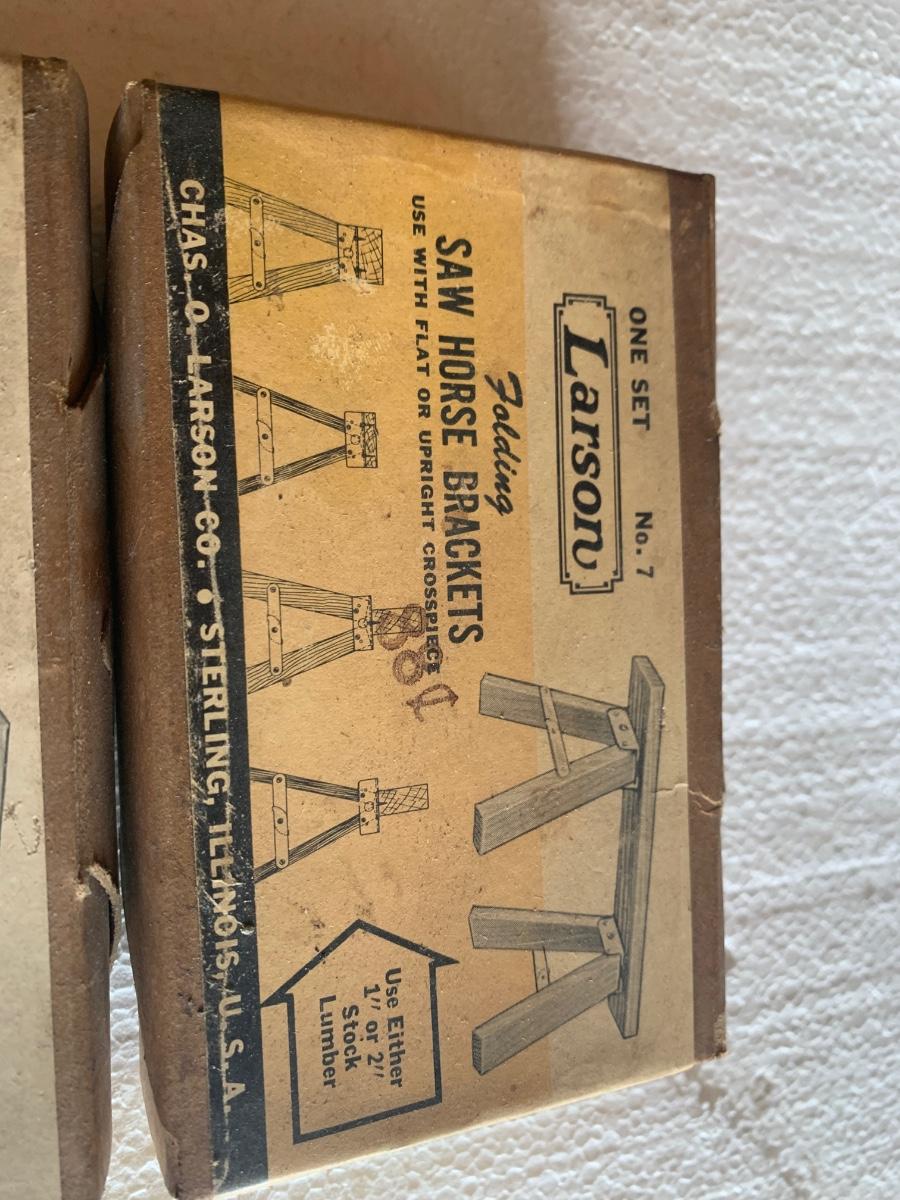 ONE SET No. 7
Larson
Folding
SAW HORSE BRACKETS
USE WITH FLAT OR UPRIGHT CROSSPIECE
Use Either
1" or 2"
Stock
Lumber
CHAS. O. LARSON CO. • STERLING, ILLINOIS, U. S. A.